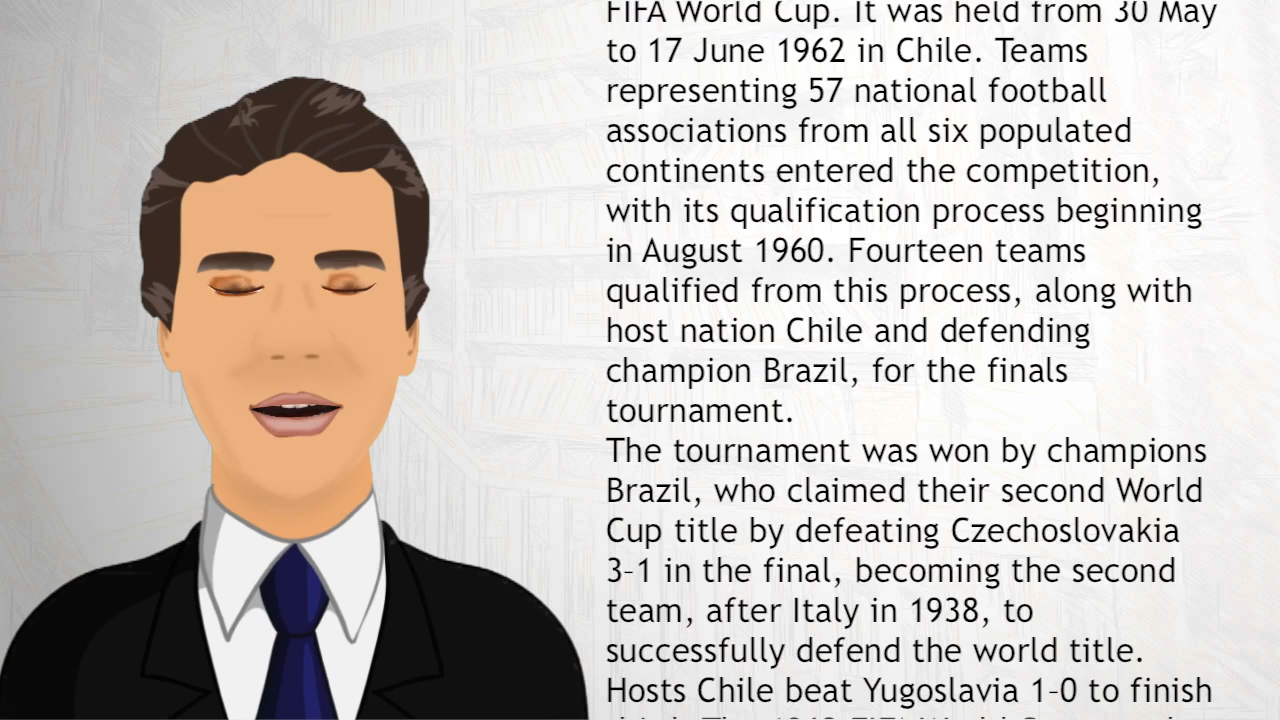 FIFA World Cup. It was held from 30 May
to 17 June 1962 in Chile. Teams
representing 57 national football
associations from all six populated
continents entered the competition,
with its qualification process beginning
in August 1960. Fourteen teams
qualified from this process, along with
host nation Chile and defending
champion Brazil, for the finals
tournament.
The tournament was won by champions
Brazil, who claimed their second World
Cup title by defeating Czechoslovakia
3–1 in the final, becoming the second
team, after Italy in 1938, to
successfully defend the world title.
Hosts Chile beat Yugoslavia 1–0 to finish